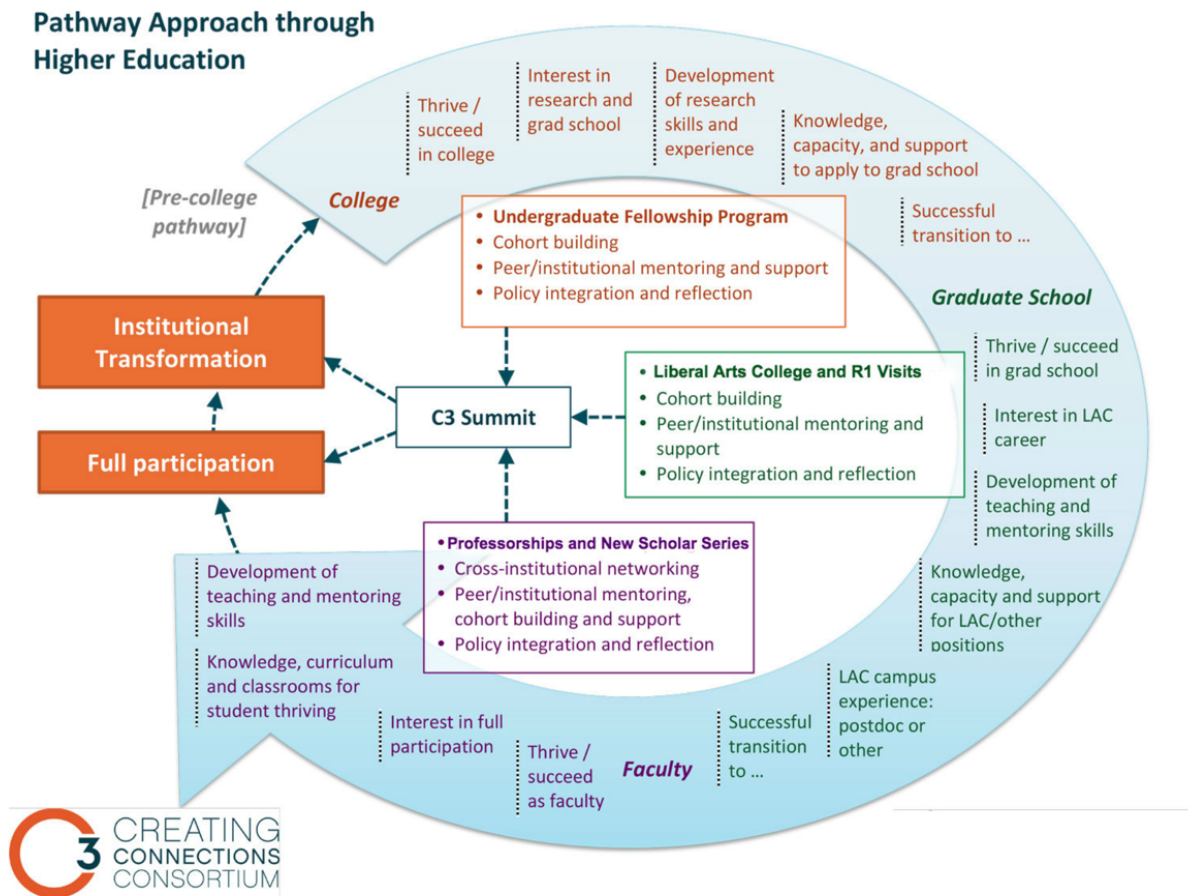 Pathway Approach through
Higher Education
Thrive /
succeed
in college
Interest in
research and
grad school
Development
of research
skills and
experience
Knowledge,
capacity, and support
to apply to grad school
Successful
transition to ...
[Pre-college
pathway]
College
• Undergraduate Fellowship Program
• Cohort building
• Peer/institutional mentoring and support
• Policy integration and reflection
Graduate School
Institutional
Transformation
Thrive / succeed
in grad school
• Liberal Arts College and R1 Visits
• Cohort building
• Peer/institutional mentoring and
support
• Policy integration and reflection
C3 Summit
Interest in LAC
career
Full participation
Development of
teaching and
mentoring skills
• Professorships and New Scholar Series
• Cross-institutional networking
• Peer/institutional mentoring,
cohort building and support
• Policy integration and reflection
Development of
teaching and mentoring
skills
Knowledge,
capacity and support
for LAC/other
positions
Knowledge, curriculum
and classrooms for
student thriving
LAC campus
experience:
postdoc or
other
Interest in full
participation
Thrive /
succeed
as faculty
Faculty
Successful
transition
to ...
C3 CREATING
CONNECTIONS
CONSORTIUM